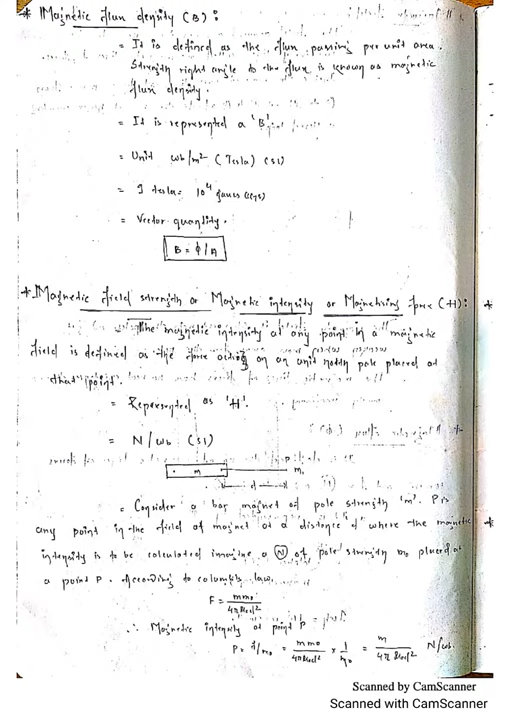 * Magnetic flux density (B) :
= It is defined as the flux passing per unit area.
Strength right angle to the flux is known as magnetic
flux density.
= It is represented a 'B'
= Unit wb/m² (Tesla) (SI)
= 1 tesla = 10⁴ gauss (CGS)
= Vector quantity.
B = ϕ/A
* Magnetic field strength or Magnetic intensity or Magnetising force (H) :
The magnetic intensity at any point in a magnetic
field is defined as the force acting on an unit north pole placed at
that point.
= Represented as 'H'.
= N/wb (SI)
m P m₀
d
= Consider a bar magnet of pole strength 'm'. P is
any point in the field of magnet at a distance 'd' where the magnetic
intensity is to be calculated imagine a N of pole strength m₀ placed at
a point P. According to
law.
F = mm₀ / 4πμ₀d²
∴ Magnetic intensity at point P =
P = F/m₀ = mm₀ / 4πμ₀d² × 1/m₀ = m / 4πμ₀d² N/wb.
Scanned by CamScanner
Scanned with CamScanner